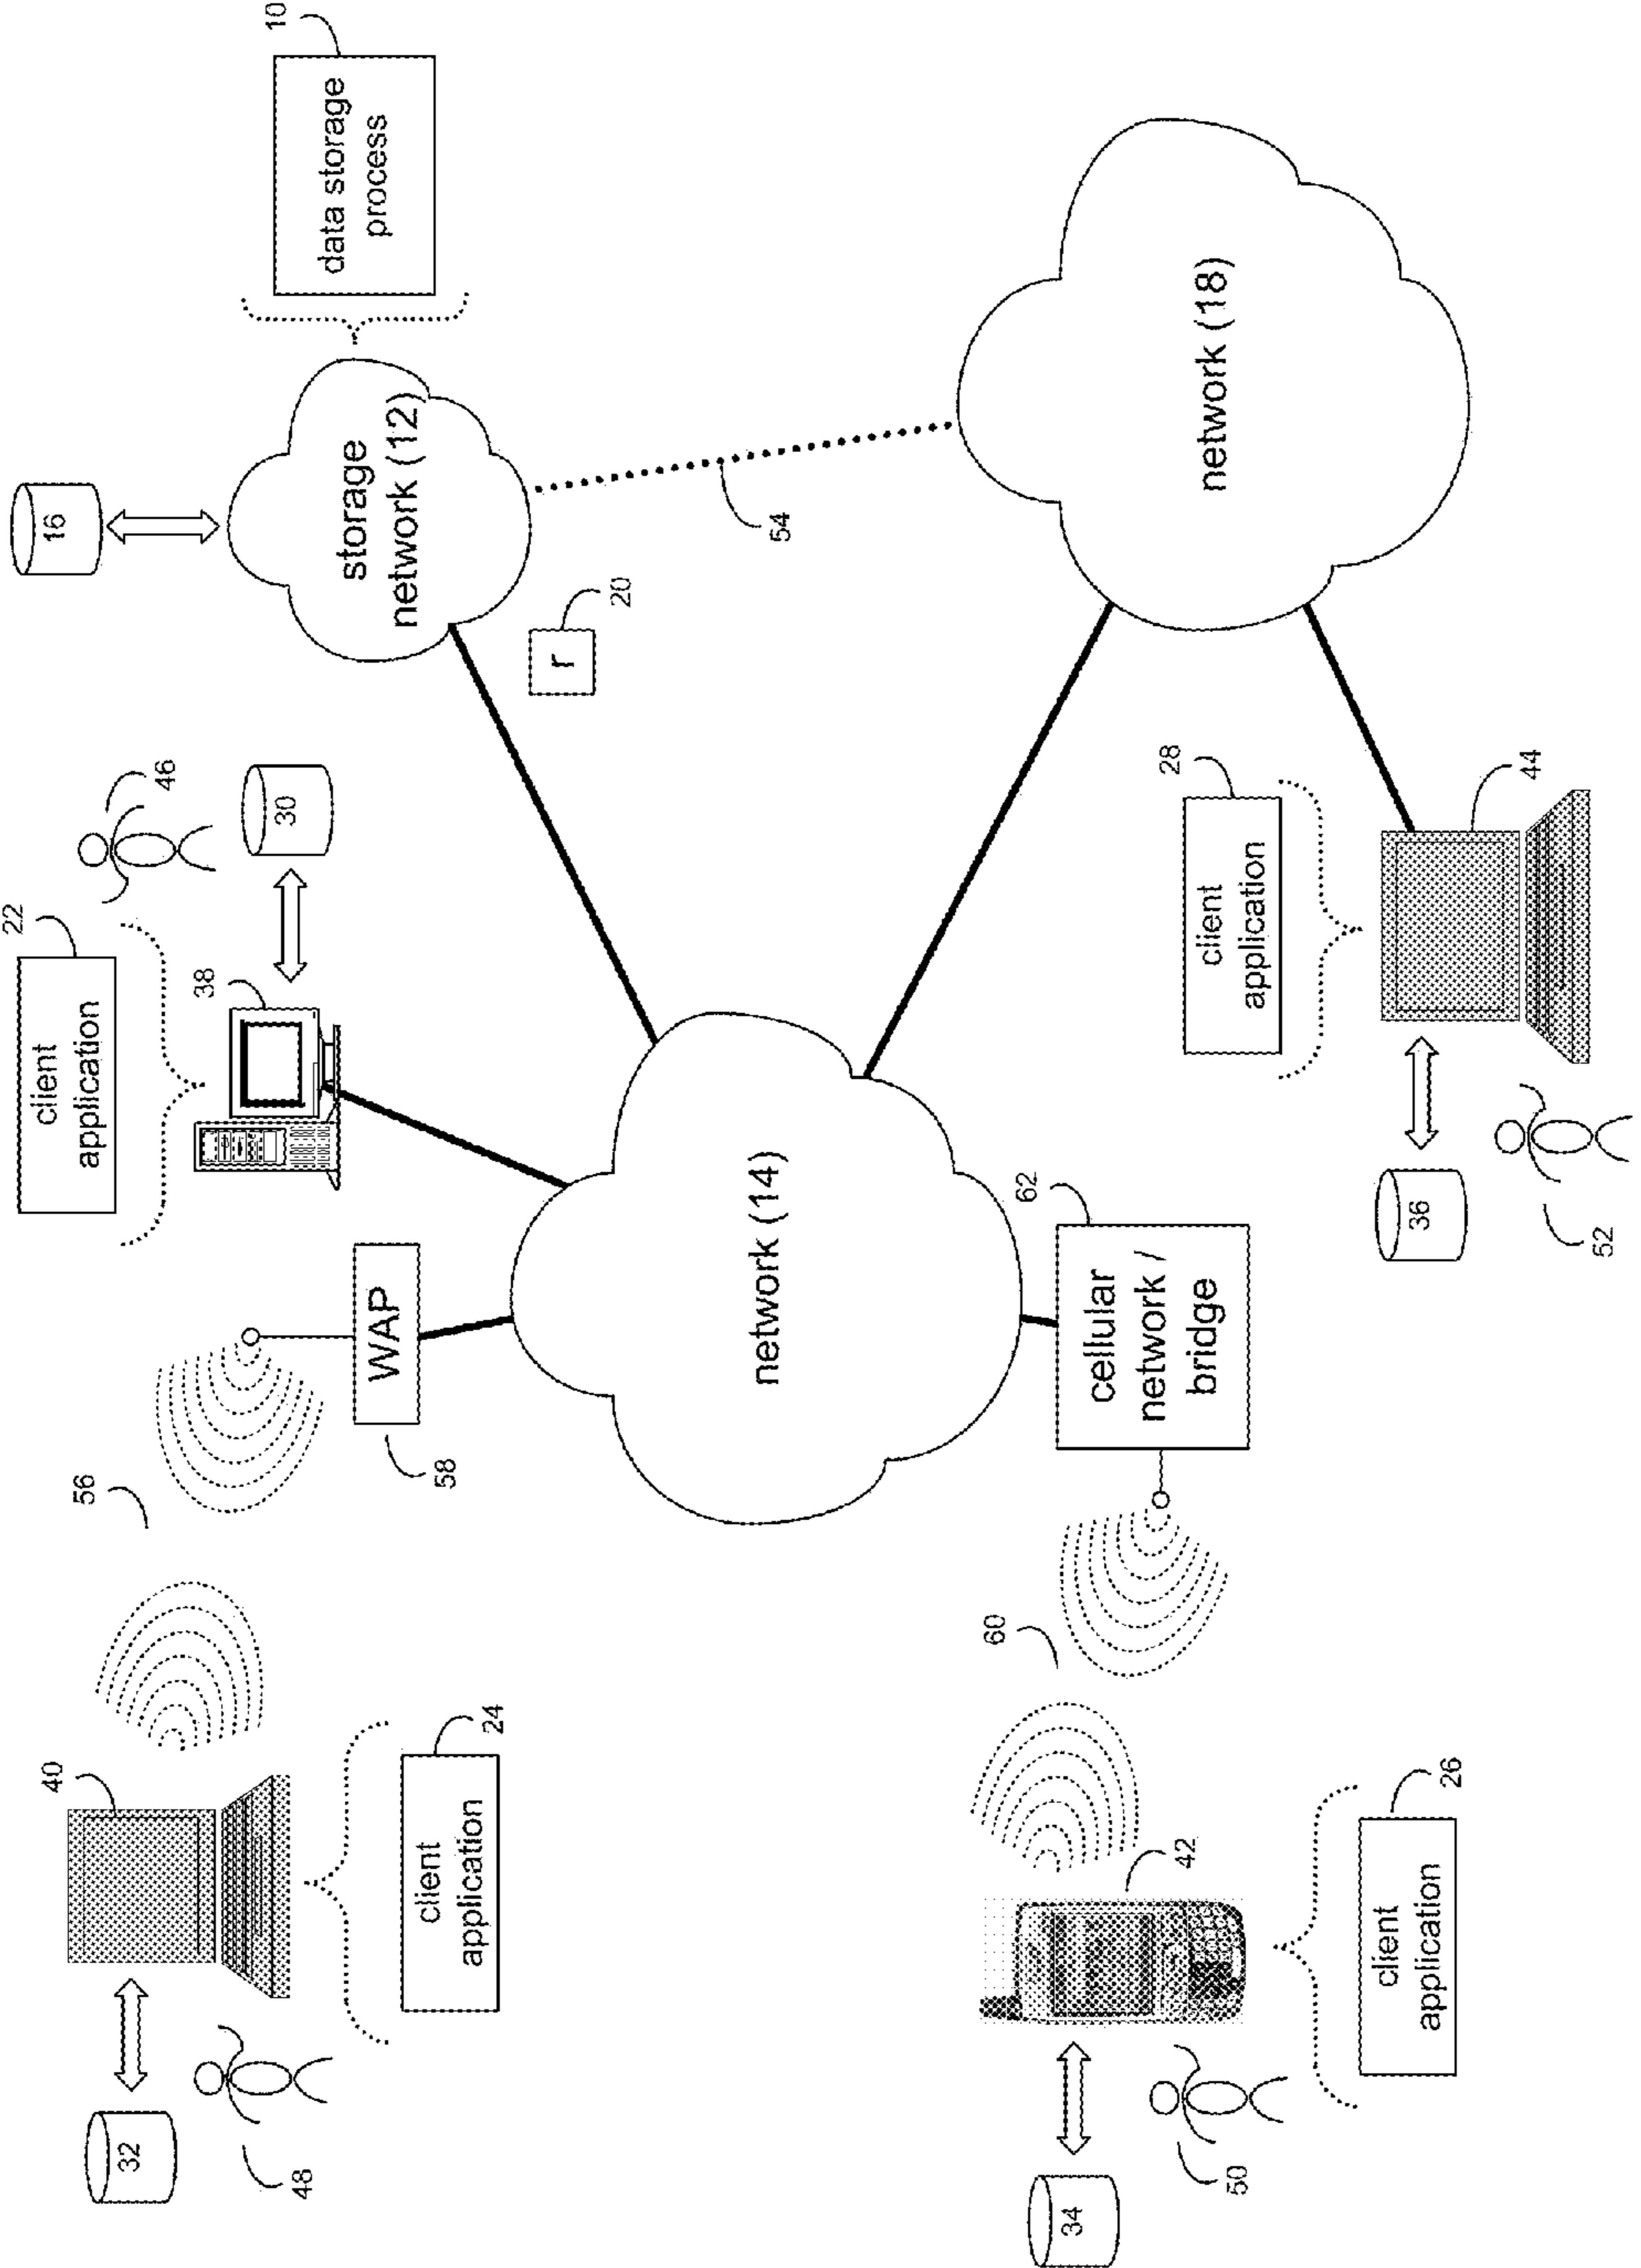 10
22
client
application
16
40
56
32
46
38
30
48
data storage
process
storage
network (12)
WAP
client
application
58
24
r
20
network (14)
54
60
62
34
cellular
network /
bridge
28
42
client
application
network (18)
50
client
application
36
26
44
52